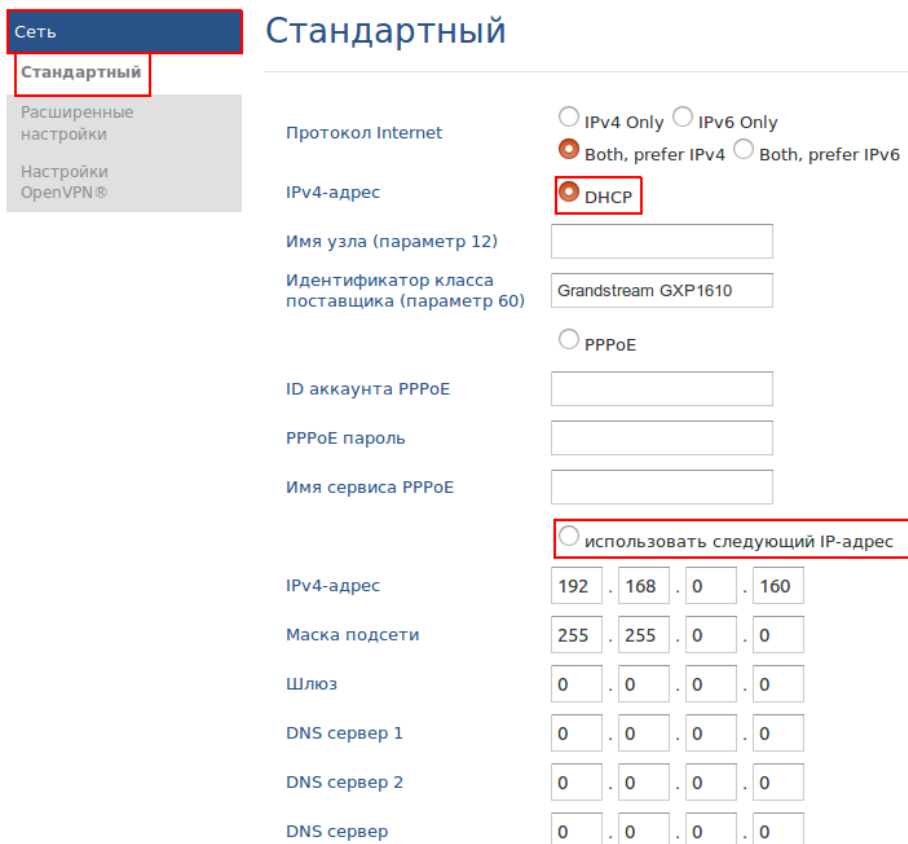 Сеть
Стандартный
Расширенные
настройки
Настройки
OpenVPN®
Стандартный
Протокол Internet
IPv4 Only IPv6 Only
Both, prefer IPv4 Both, prefer IPv6
IPv4-адрес
DHCP
Имя узла (параметр 12)
Идентификатор класса
поставщика (параметр 60)
Grandstream GXP1610
PPPoE
ID аккаунта PPPoE
PPPoE пароль
Имя сервиса PPPoE
использовать следующий IP-адрес
IPv4-адрес 192 . 168 . 0 . 160
Маска подсети 255 . 255 . 0 . 0
Шлюз 0 . 0 . 0 . 0
DNS сервер 1 0 . 0 . 0 . 0
DNS сервер 2 0 . 0 . 0 . 0
DNS сервер 0 . 0 . 0 . 0